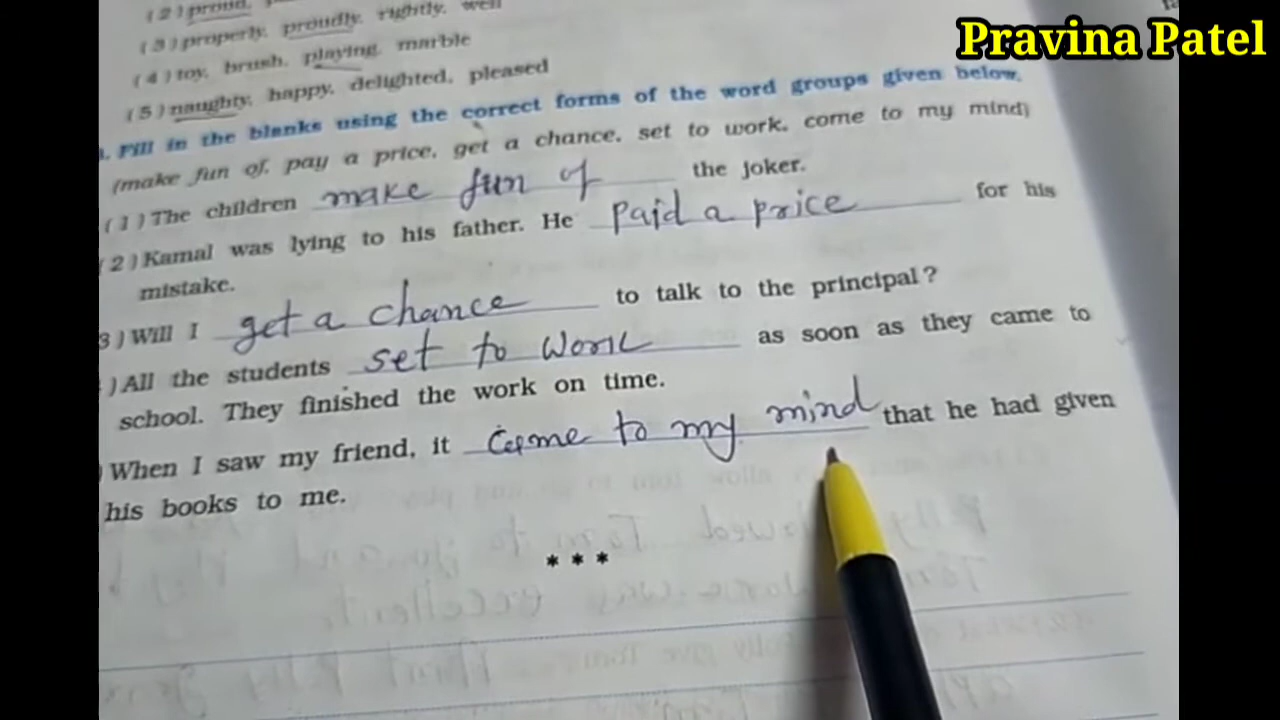 Pravina Patel
(2) proud,
(3) properly, proudly, rightly, well
(4) toy, brush, playing, marble
(5) naughty, happy, delighted, pleased
Fill in the blanks using the correct forms of the word groups given below.
(make fun of, pay a price, get a chance, set to work, come to my mind)
(1) The children make fun of the joker.
(2) Kamal was lying to his father. He paid a price for his
mistake.
3) Will I get a chance to talk to the principal?
) All the students set to work as soon as they came to
school. They finished the work on time.
) When I saw my friend, it came to my mind that he had given
his books to me.
***